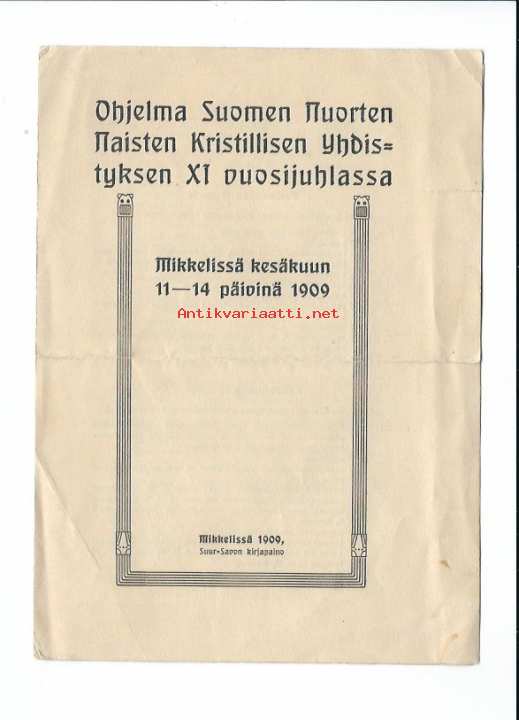 Ohjelma Suomen Nuorten
Naisten Kristillisen Yhdis=
tyksen XI vuosijuhlassa
Mikkelissä kesäkuun
11—14 päivinä 1909
Antikvariaatti.net
Mikkelissä 1909,
Suur=Savon kirjapaino